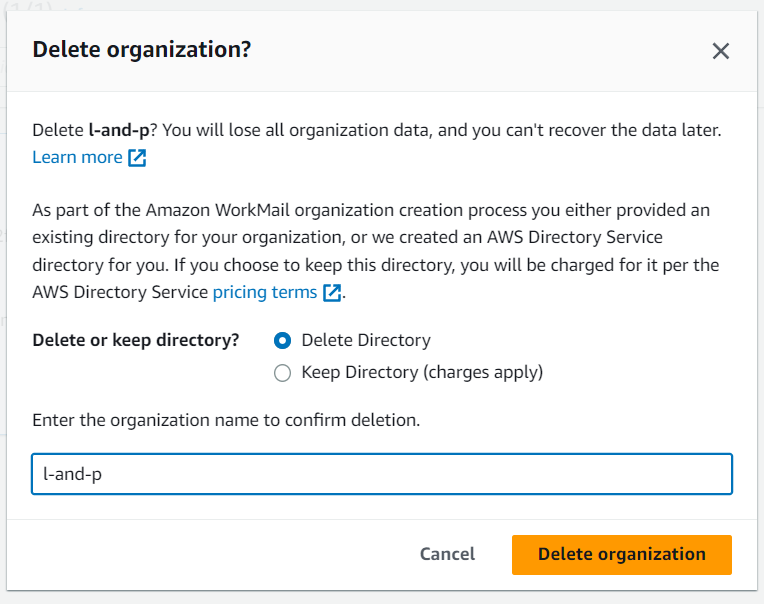 Delete organization?
Delete l-and-p? You will lose all organization data, and you can't recover the data later.
Learn more
As part of the Amazon WorkMail organization creation process you either provided an
existing directory for your organization, or we created an AWS Directory Service
directory for you. If you choose to keep this directory, you will be charged for it per the
AWS Directory Service pricing terms.
Delete or keep directory? Delete Directory
Keep Directory (charges apply)
Enter the organization name to confirm deletion.
l-and-p
Cancel Delete organization